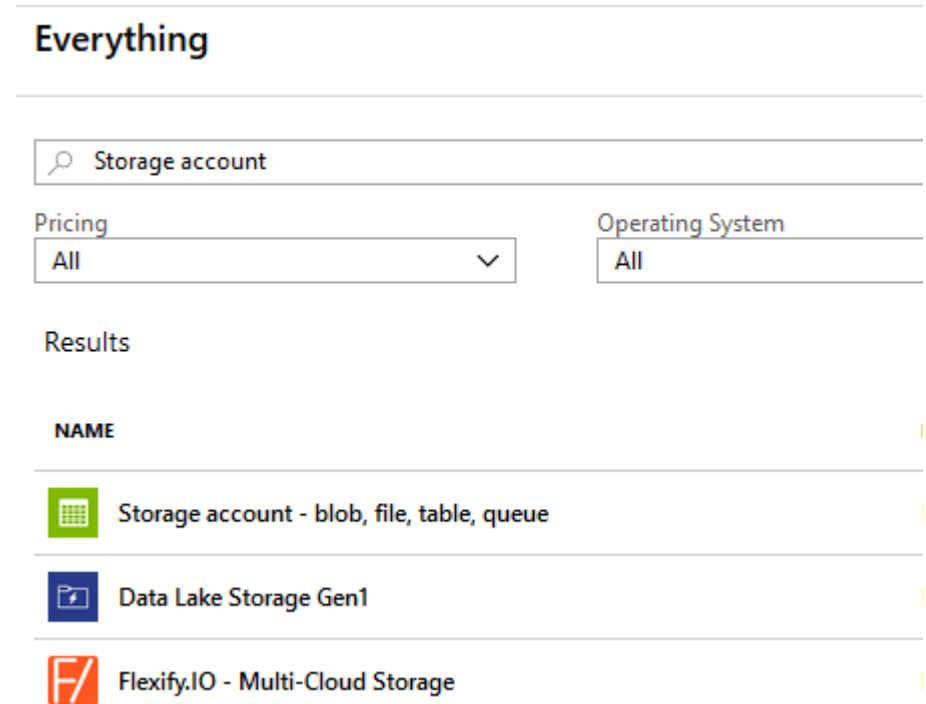 Everything
Storage account
Pricing Operating System
All All
Results
NAME
Storage account - blob, file, table, queue
Data Lake Storage Gen1
F/ Flexify.IO - Multi-Cloud Storage